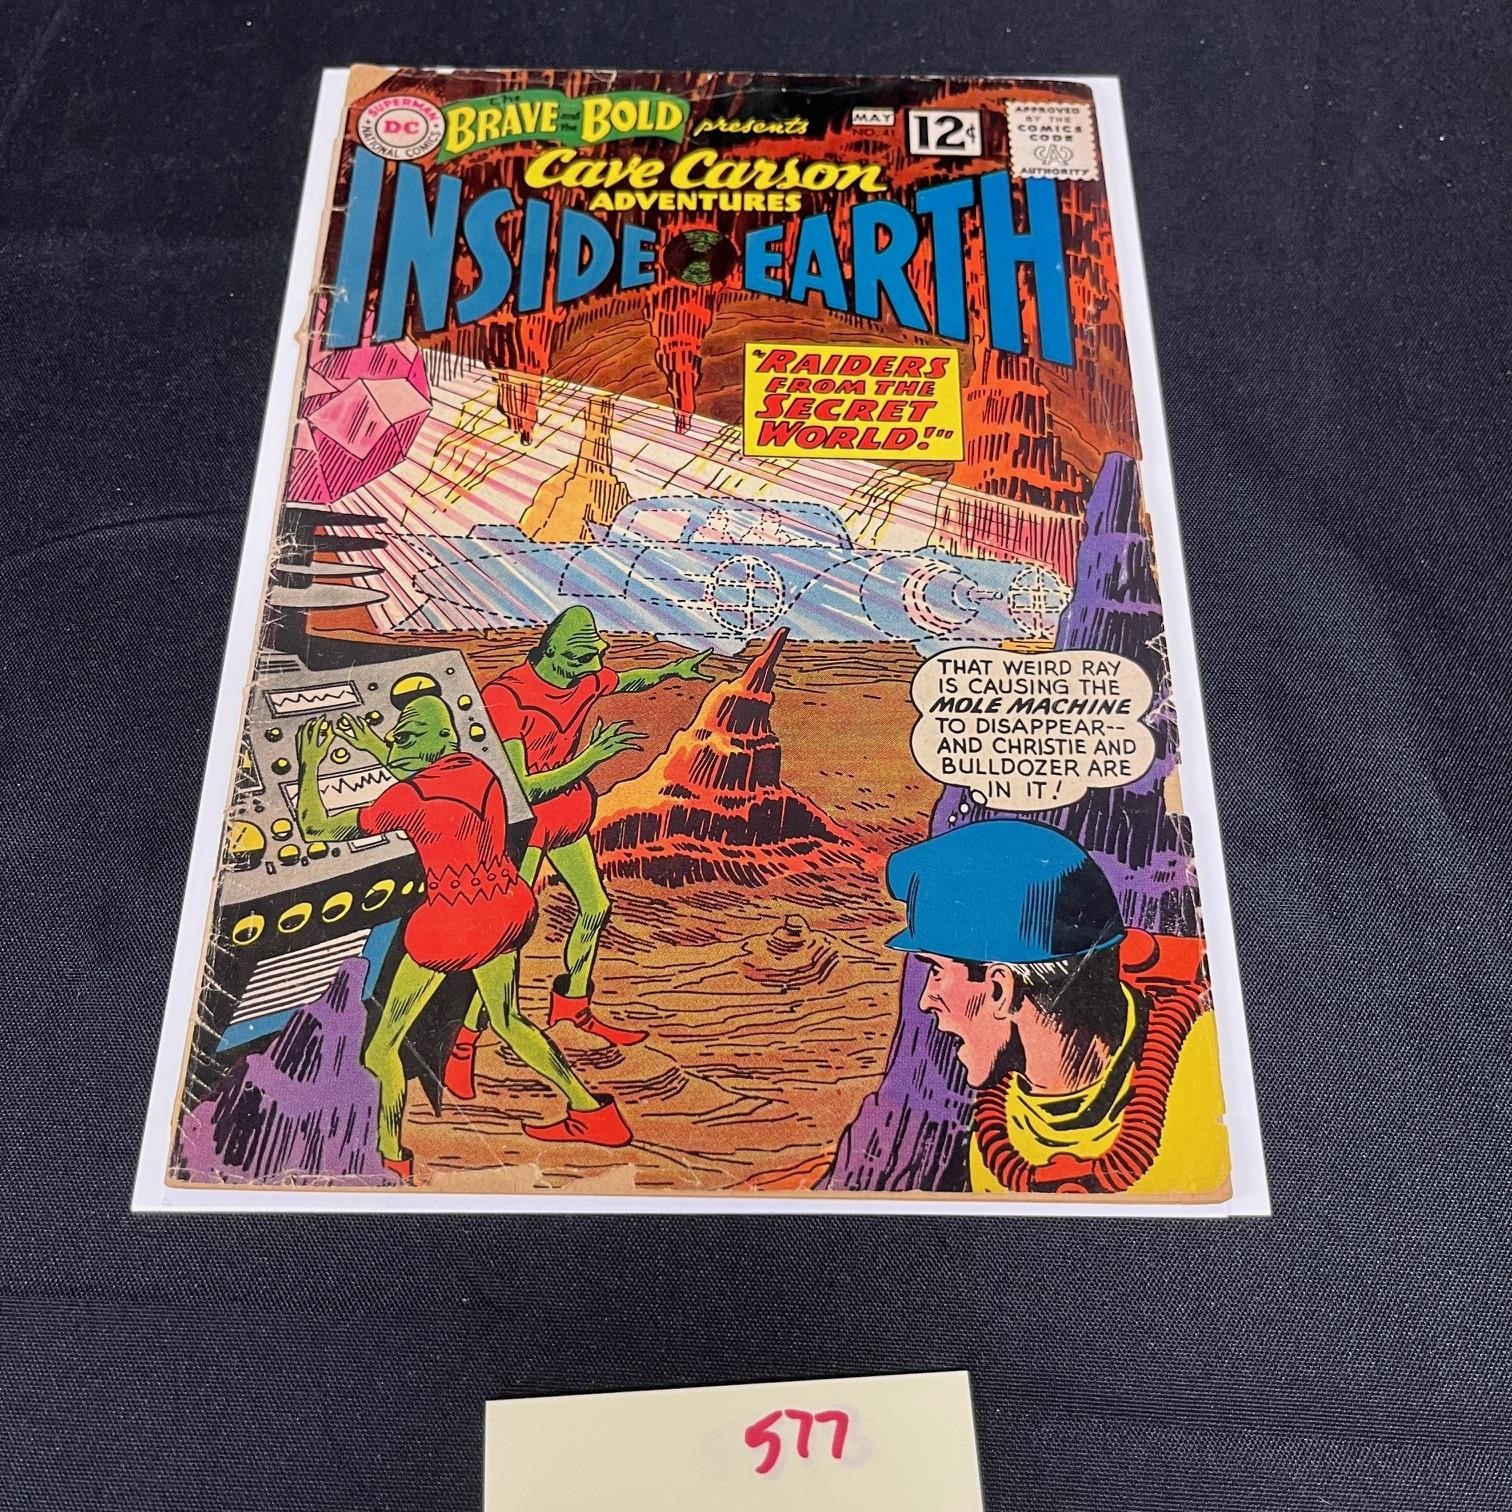 SUPERMAN
DC
NATIONAL COMICS
The
BRAVE and the BOLD presents
MAY
NO. 41
12¢
APPROVED
BY THE
COMICS
CODE
CA
AUTHORITY
Cave Carson
ADVENTURES
INSIDE EARTH
"RAIDERS
FROM THE
SECRET
WORLD!"
THAT WEIRD RAY
IS CAUSING THE
MOLE MACHINE
TO DISAPPEAR--
AND CHRISTIE AND
BULLDOZER ARE
IN IT!
577